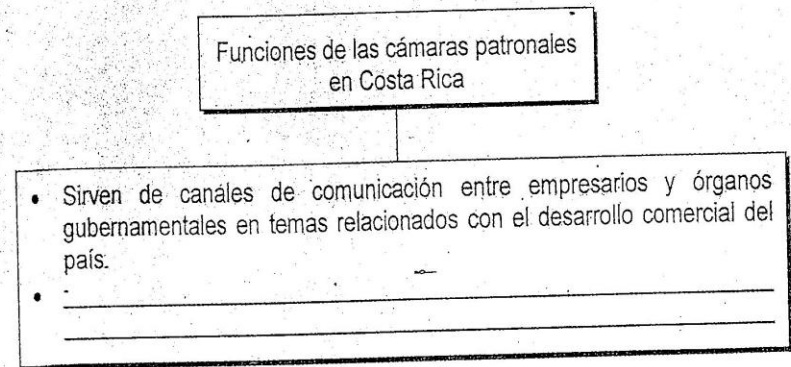 Funciones de las cámaras patronales
en Costa Rica
• Sirven de canales de comunicación entre empresarios y órganos
gubernamentales en temas relacionados con el desarrollo comercial del
país.
•